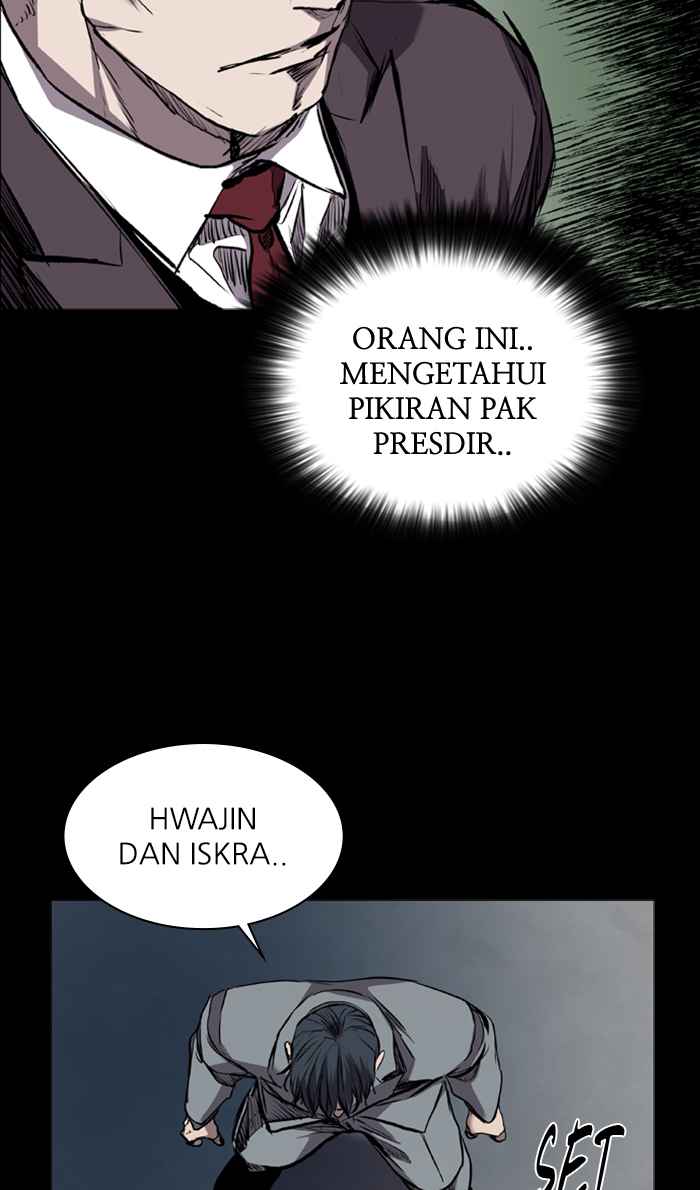 ORANG INI..
MENGETAHUI
PIKIRAN PAK
PRESDIR..
HWAJIN
DAN ISKRA..
SET